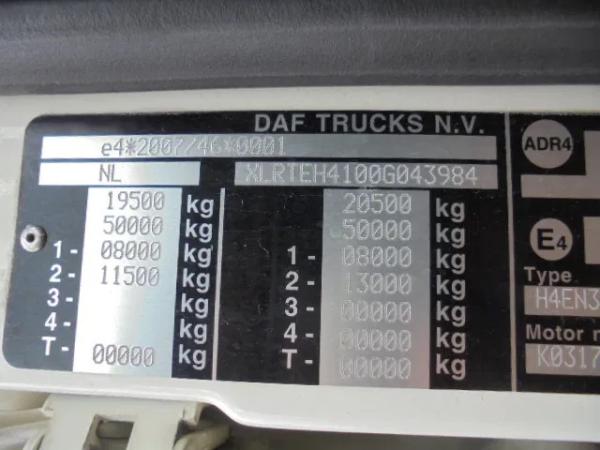 DAF TRUCKS N.V.
e4*2007/46*0001
NL XLRTEH4100G043984
19500 kg 20500 kg
50000 kg 50000 kg
1- 08000 kg 1- 08000 kg
2- 11500 kg 2- 13000 kg
3- kg 3- 00000 kg
4- kg 4- 00000 kg
T- 00000 kg T- 00000 kg
ADR4
E4
Type
H4EN3
Motor n
K0317